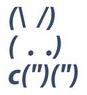 (\ /)
( . .)
c(")(")